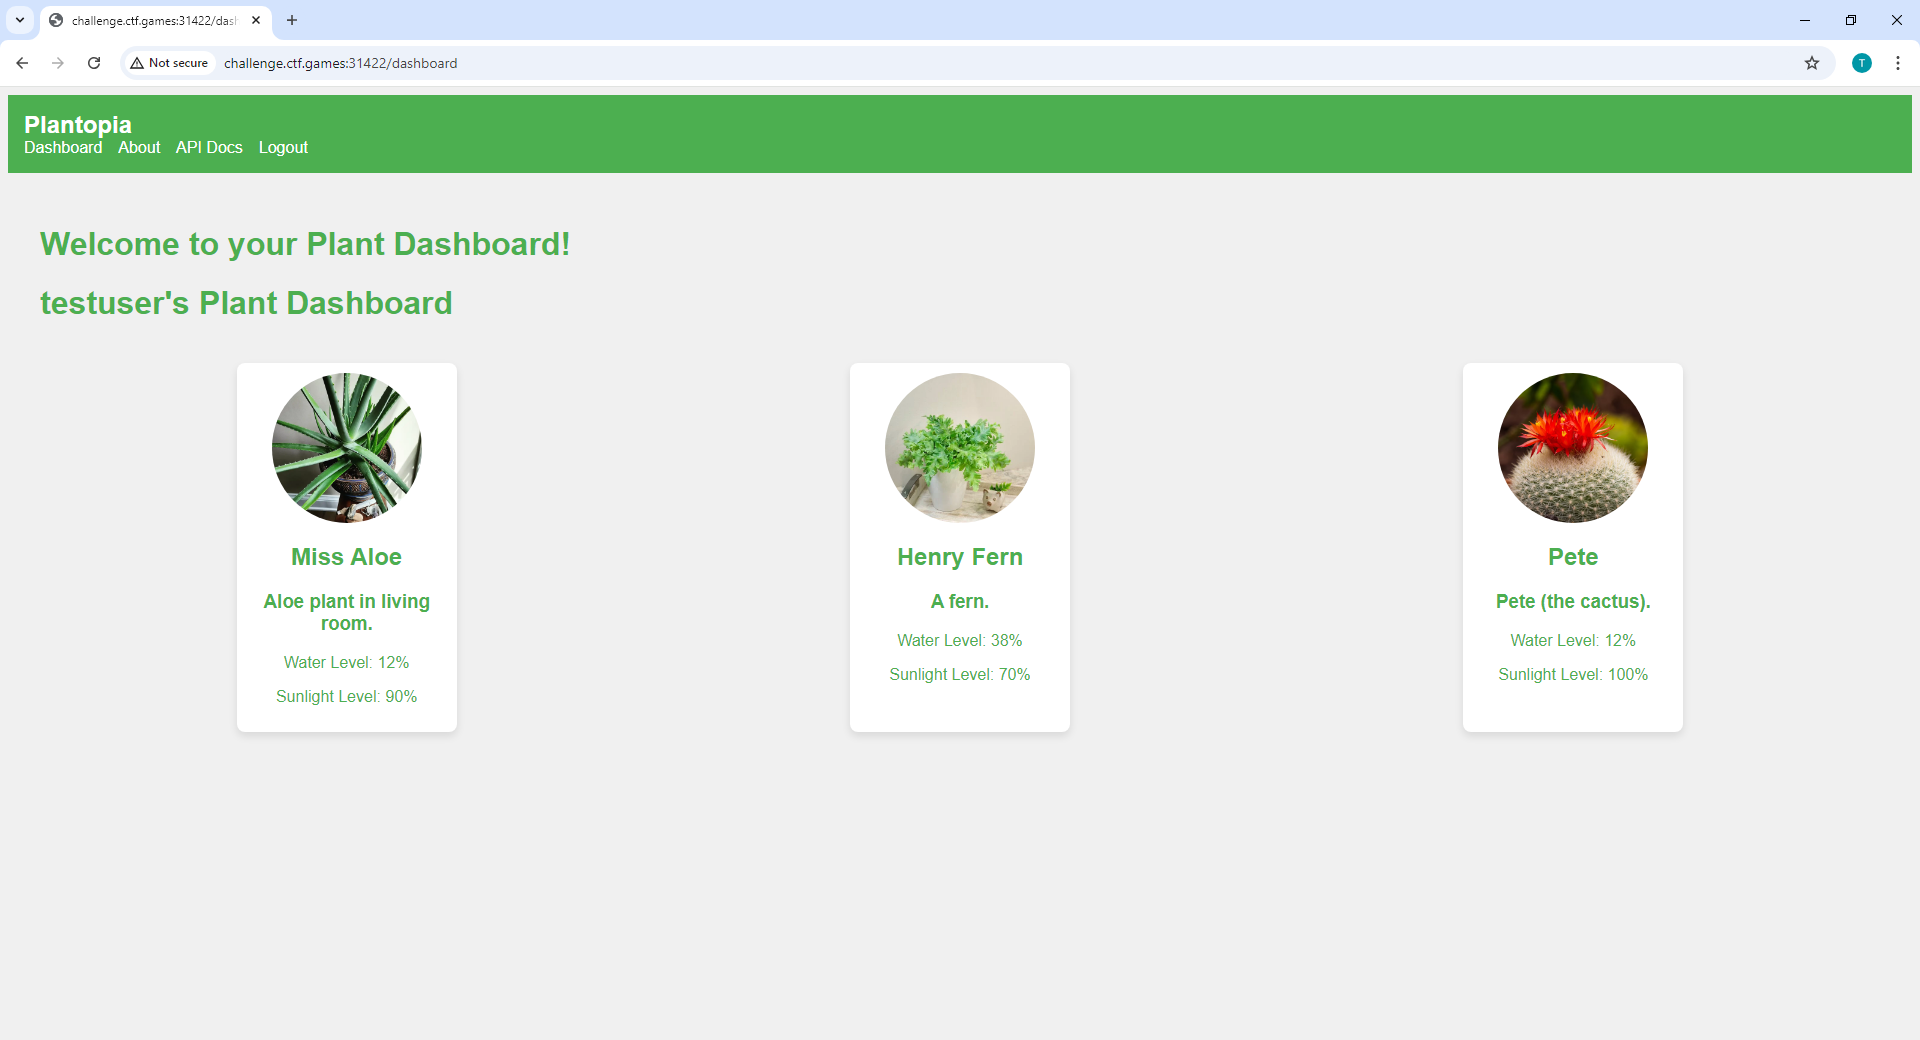 challenge.ctf.games:31422/dash
Not secure
challenge.ctf.games:31422/dashboard
T
Plantopia
Dashboard About API Docs Logout
Welcome to your Plant Dashboard!
testuser's Plant Dashboard
Miss Aloe
Aloe plant in living
room.
Water Level: 12%
Sunlight Level: 90%
Henry Fern
A fern.
Water Level: 38%
Sunlight Level: 70%
Pete
Pete (the cactus).
Water Level: 12%
Sunlight Level: 100%